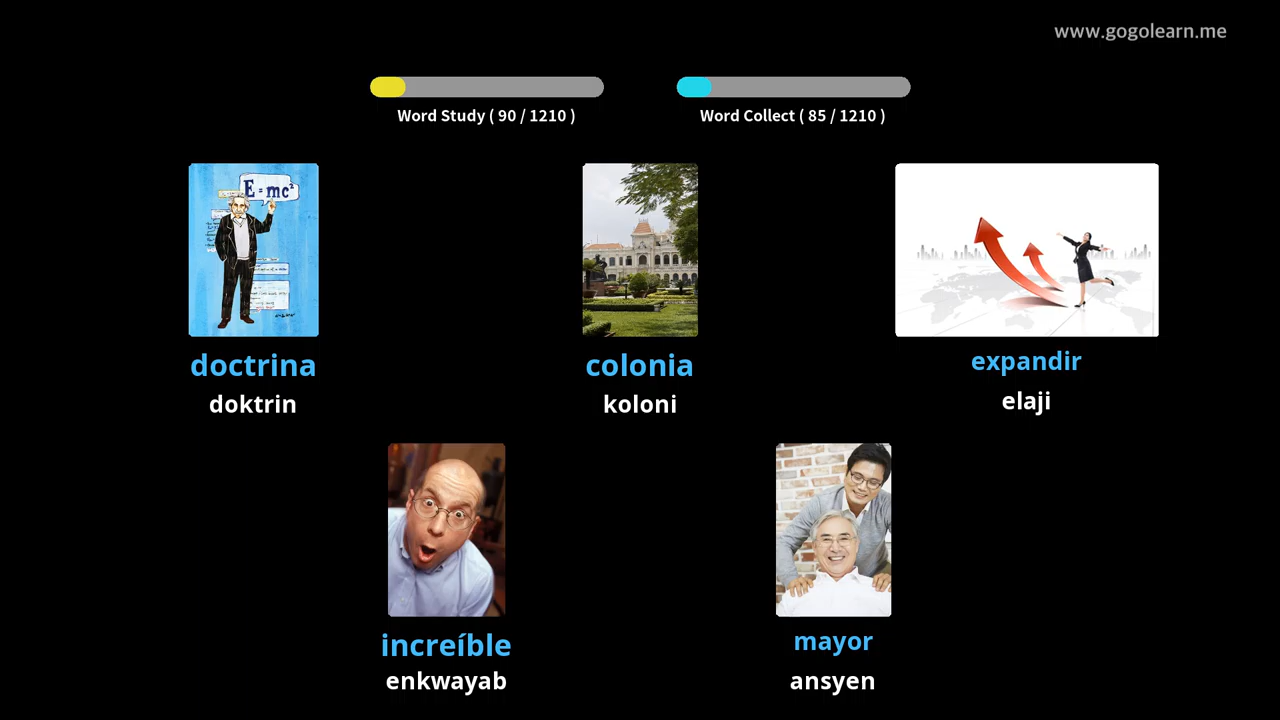 www.gogolearn.me
Word Study ( 90 / 1210 )
Word Collect ( 85 / 1210 )
E = mc²
doctrina
doktrin
colonia
koloni
expandir
elaji
increíble
enkwayab
mayor
ansyen